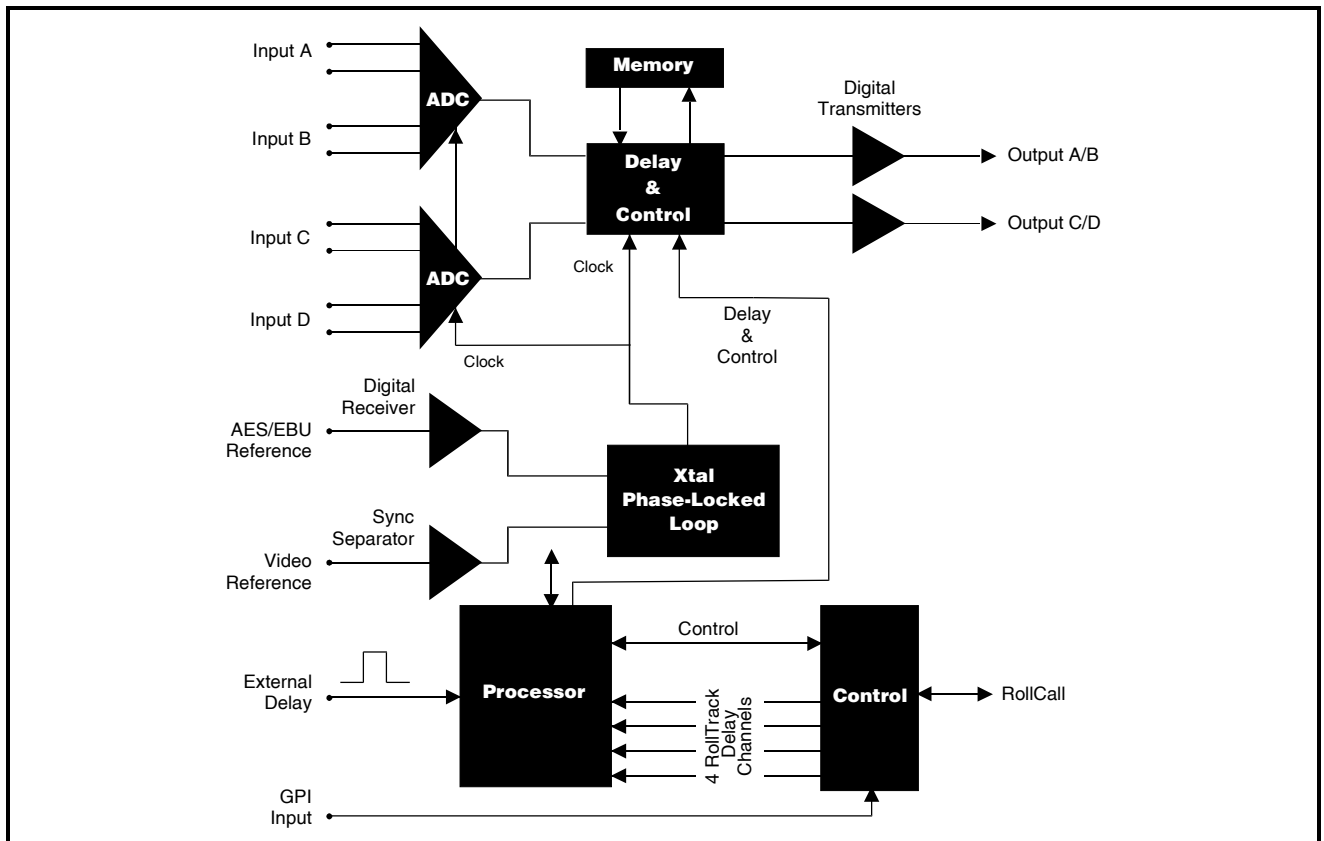 Input A
Input B
ADC
Memory
Digital
Transmitters
Delay
&
Control
Output A/B
Output C/D
Input C
Input D
ADC
Clock
Clock
Delay
&
Control
Digital
Receiver
AES/EBU
Reference
Xtal
Phase-Locked
Loop
Sync
Separator
Video
Reference
External
Delay
Processor
Control
4 RollTrack
Delay
Channels
Control
RollCall
GPI
Input